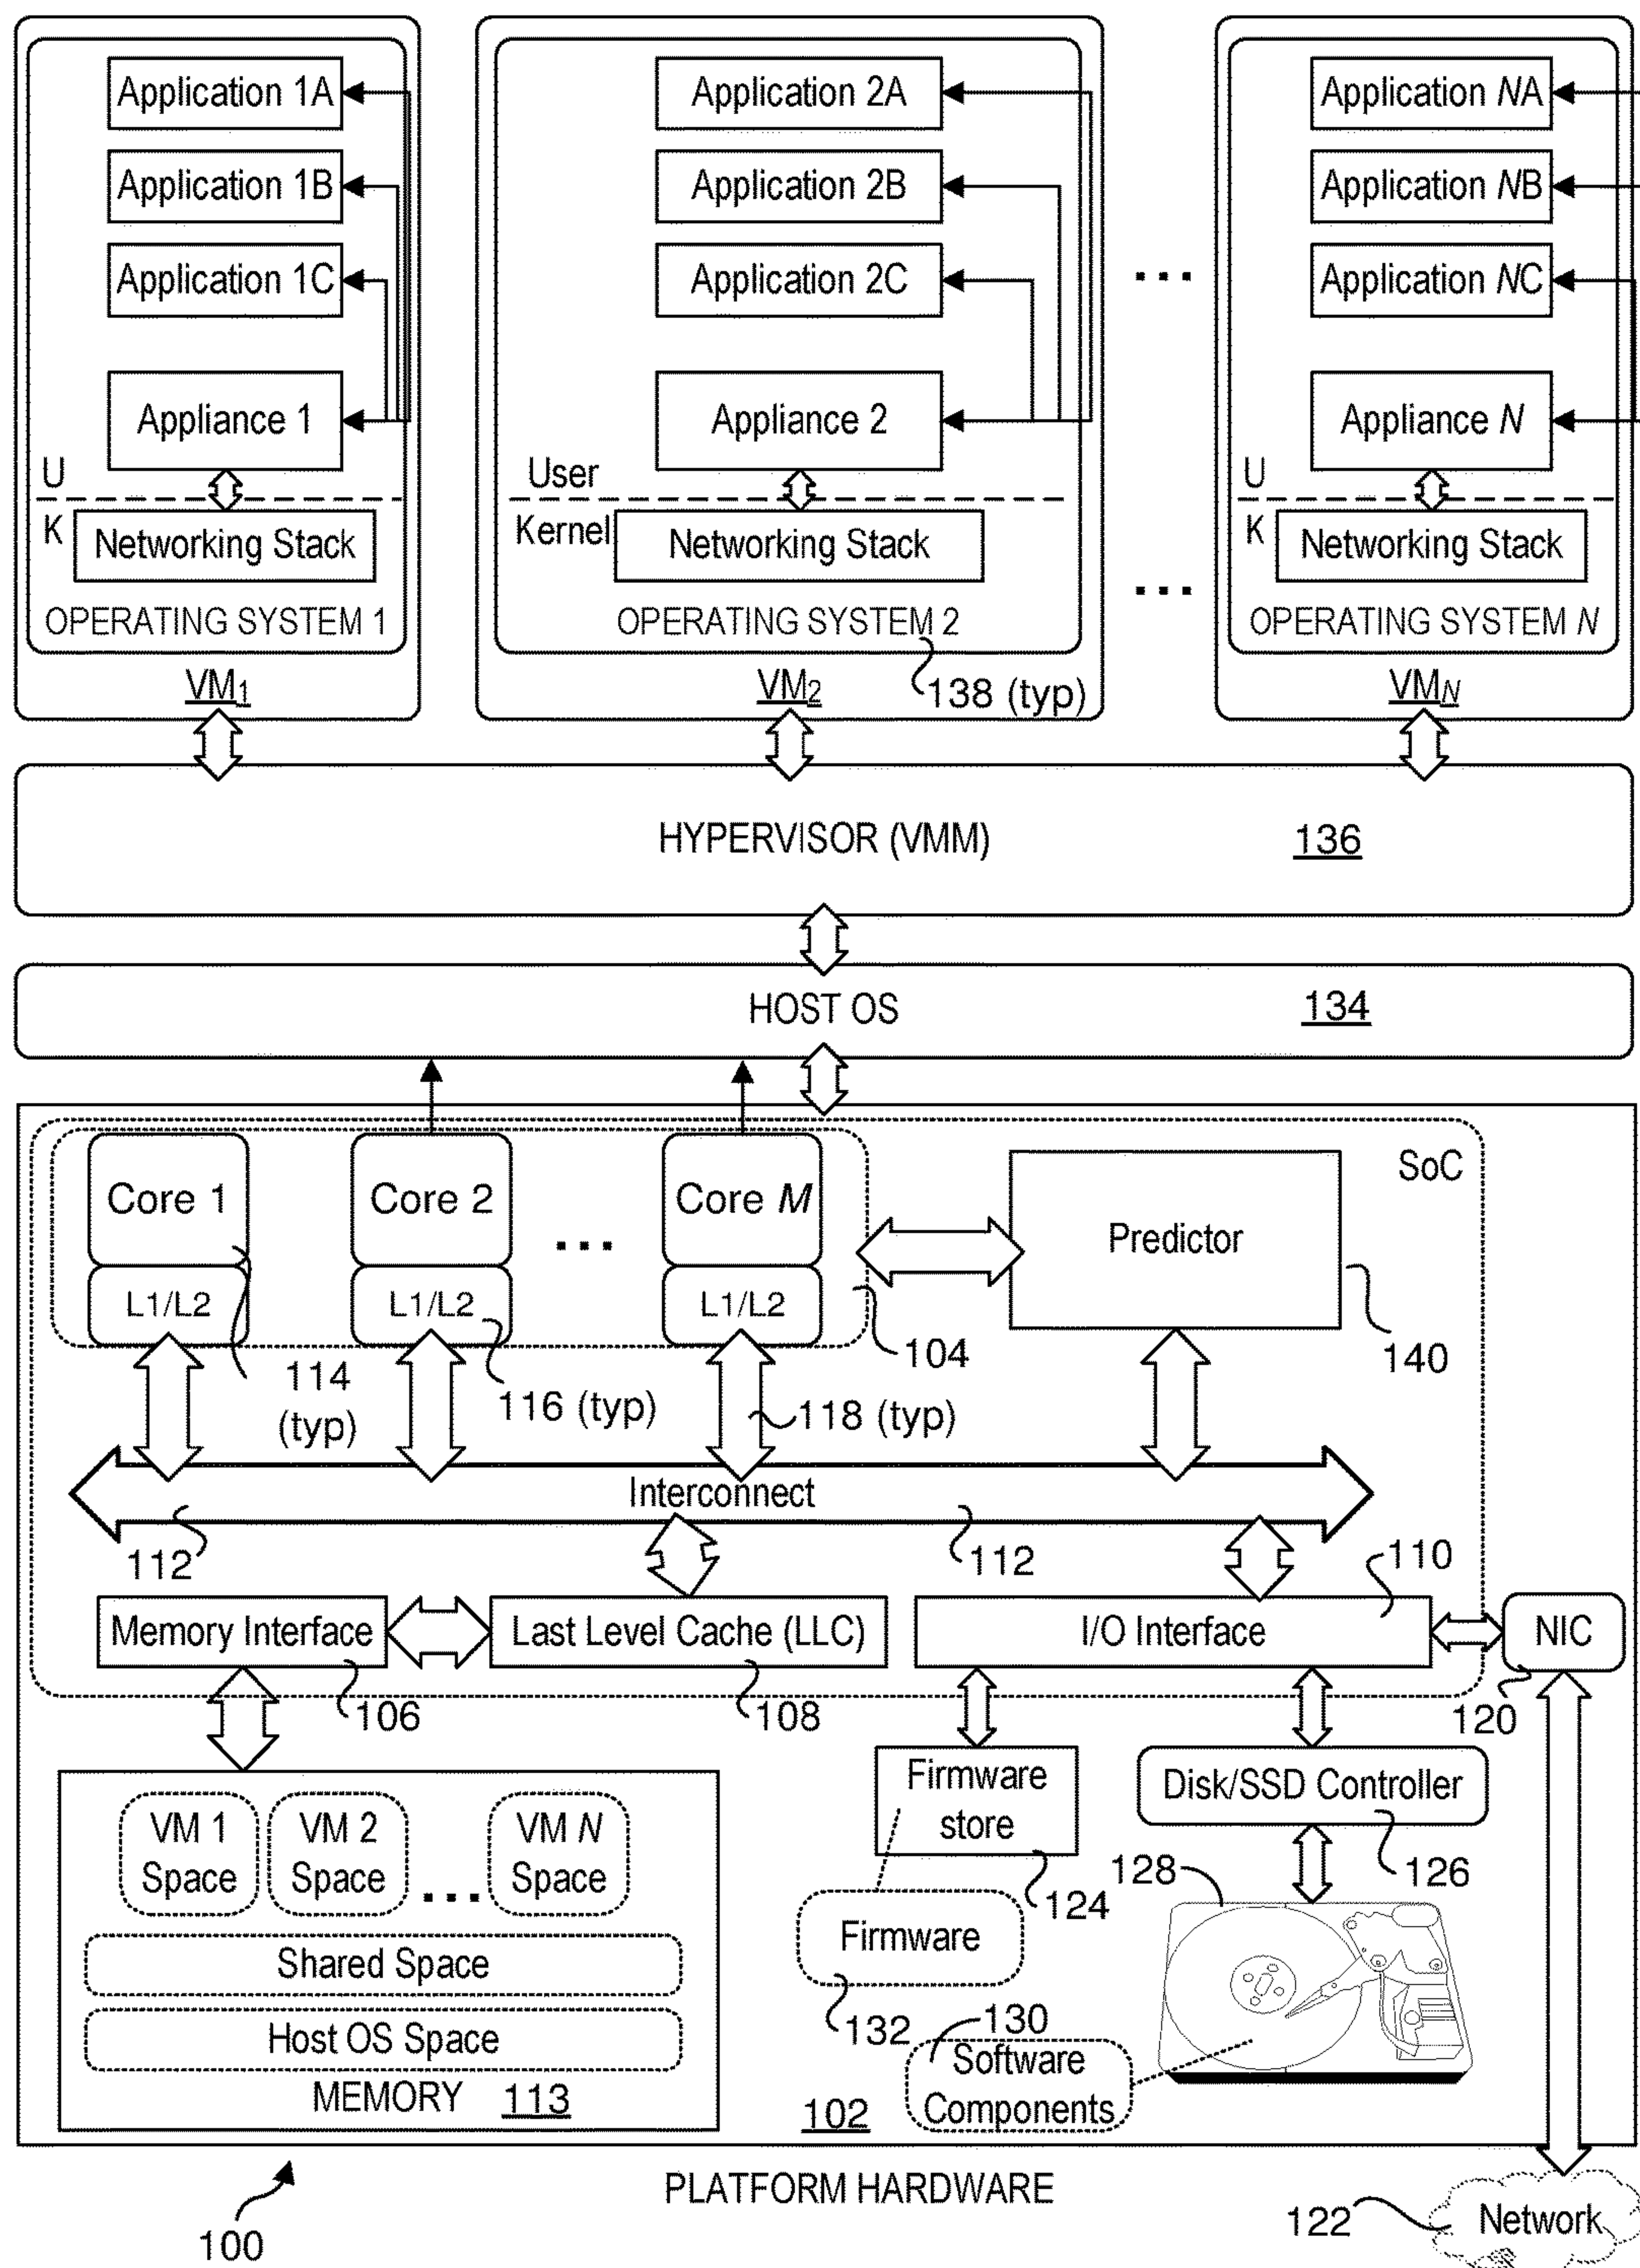 Application 1A
Application 1B
Application 1C
Appliance 1
U
K
Networking Stack
OPERATING SYSTEM 1
VM1
Application 2A
Application 2B
Application 2C
Appliance 2
User
Kernel
Networking Stack
OPERATING SYSTEM 2
VM2
138 (typ)
...
...
Application NA
Application NB
Application NC
Appliance N
U
K
Networking Stack
OPERATING SYSTEM N
VMN
HYPERVISOR (VMM)
136
HOST OS
134
SoC
Core 1
L1/L2
Core 2
L1/L2
...
Core M
L1/L2
Predictor
104
140
114
(typ)
116 (typ)
118 (typ)
Interconnect
112
112
110
Memory Interface
Last Level Cache (LLC)
I/O Interface
NIC
106
108
120
VM 1
Space
VM 2
Space
...
VM N
Space
Shared Space
Host OS Space
MEMORY 113
Firmware
store
124
Disk/SSD Controller
126
128
Firmware
132
130
Software
Components
102
PLATFORM HARDWARE
100
122
Network